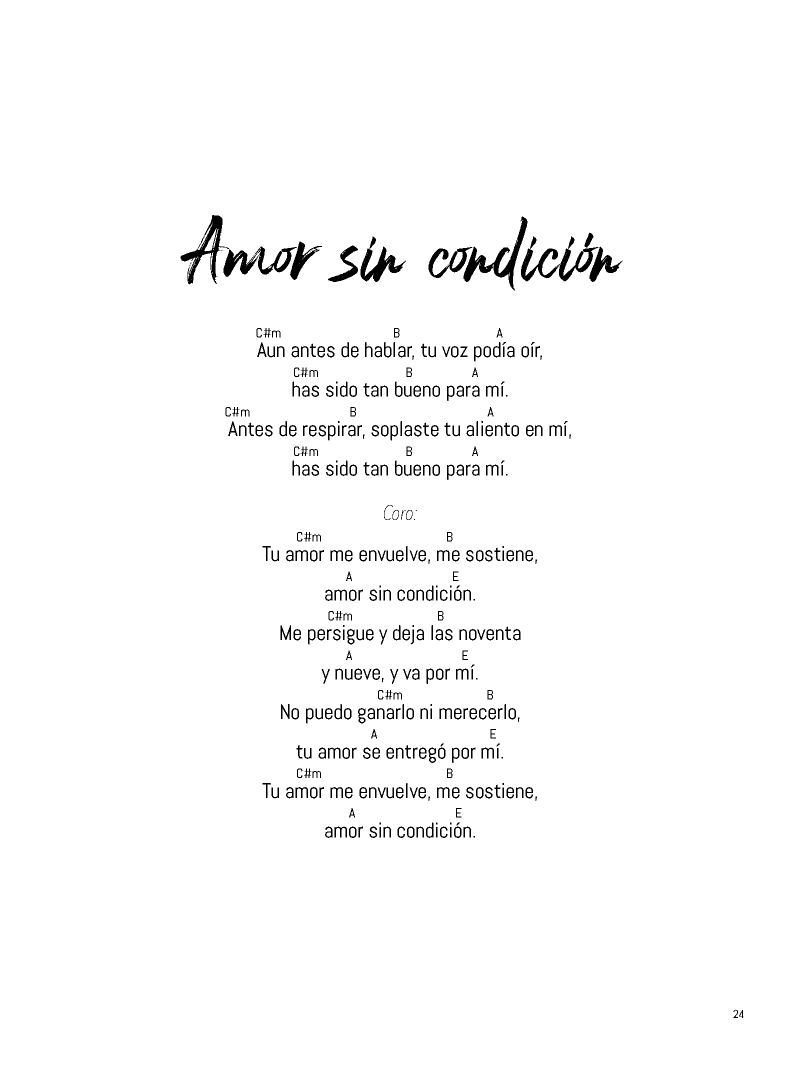 Amor sin condición
C#m B A
Aun antes de hablar, tu voz podía oír,
C#m B A
has sido tan bueno para mí.
C#m B A
Antes de respirar, soplaste tu aliento en mí,
C#m B A
has sido tan bueno para mí.
Coro:
C#m B
Tu amor me envuelve, me sostiene,
A E
amor sin condición.
C#m B
Me persigue y deja las noventa
A E
y nueve, y va por mí.
C#m B
No puedo ganarlo ni merecerlo,
A E
tu amor se entregó por mí.
C#m B
Tu amor me envuelve, me sostiene,
A E
amor sin condición.
24